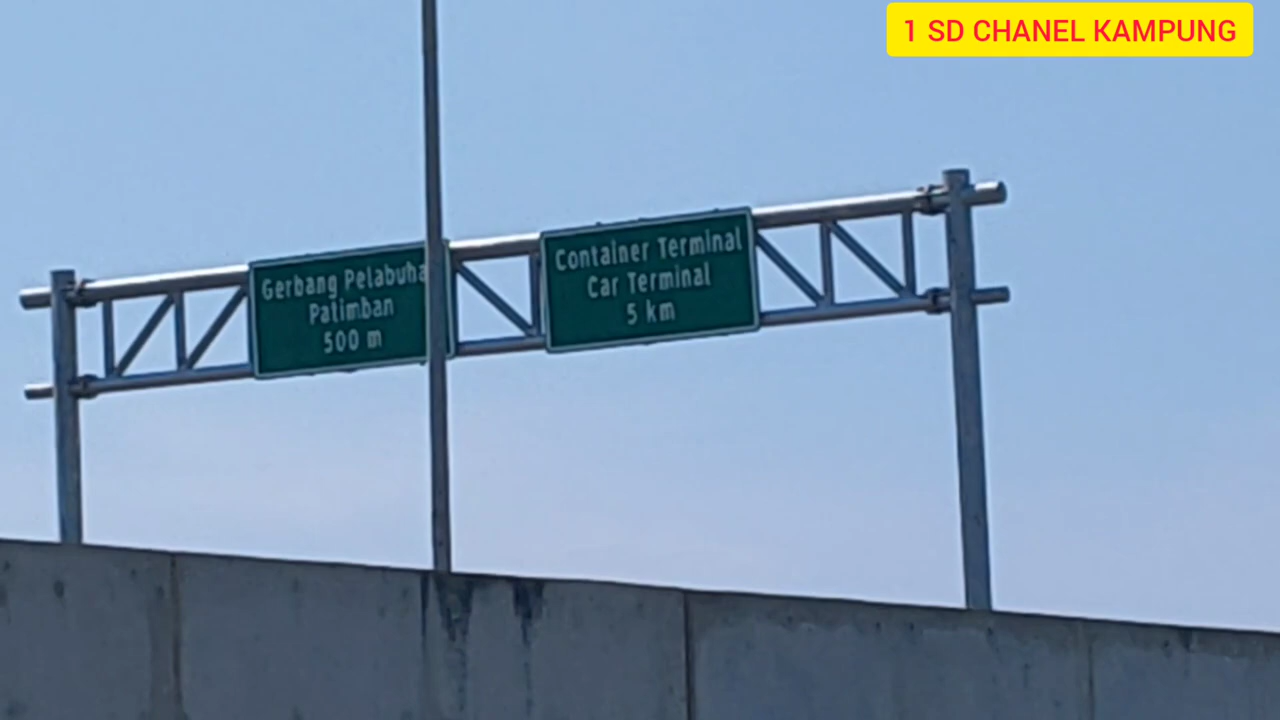 1 SD CHANEL KAMPUNG
Gerbang Pelabuha
Patimban
500 m
Container Terminal
Car Terminal
5 km